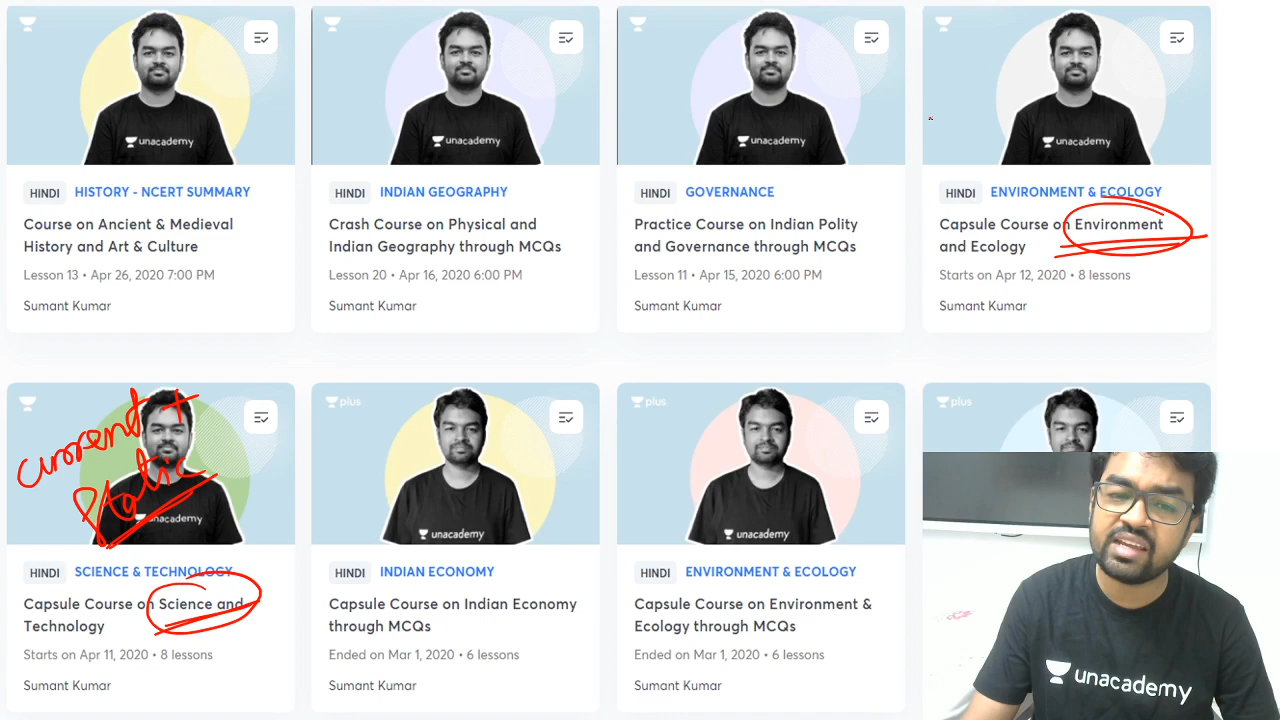 unacademy
HINDI HISTORY - NCERT SUMMARY
Course on Ancient & Medieval
History and Art & Culture
Lesson 13 • Apr 26, 2020 7:00 PM
Sumant Kumar
unacademy
HINDI INDIAN GEOGRAPHY
Crash Course on Physical and
Indian Geography through MCQs
Lesson 20 • Apr 16, 2020 6:00 PM
Sumant Kumar
unacademy
HINDI GOVERNANCE
Practice Course on Indian Polity
and Governance through MCQs
Lesson 11 • Apr 15, 2020 6:00 PM
Sumant Kumar
unacademy
HINDI ENVIRONMENT & ECOLOGY
Capsule Course on Environment
and Ecology
Starts on Apr 12, 2020 • 8 lessons
Sumant Kumar
current +
Static
unacademy
HINDI SCIENCE & TECHNOLOGY
Capsule Course on Science and
Technology
Starts on Apr 11, 2020 • 8 lessons
Sumant Kumar
plus
unacademy
HINDI INDIAN ECONOMY
Capsule Course on Indian Economy
through MCQs
Ended on Mar 1, 2020 • 6 lessons
Sumant Kumar
plus
unacademy
HINDI ENVIRONMENT & ECOLOGY
Capsule Course on Environment &
Ecology through MCQs
Ended on Mar 1, 2020 • 6 lessons
Sumant Kumar
plus
unacademy